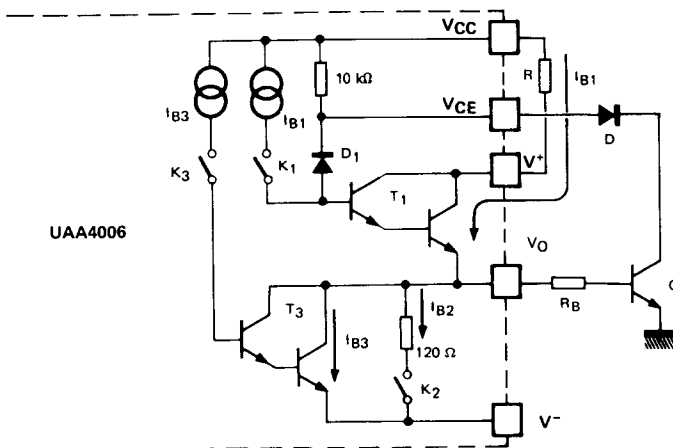 VCC
R
IB1
10 kΩ
VCE
IB3
IB1
D
D1
V+
K3
K1
T1
UAA4006
VO
IB2
RB
T3
IB3
120 Ω
K2
V−